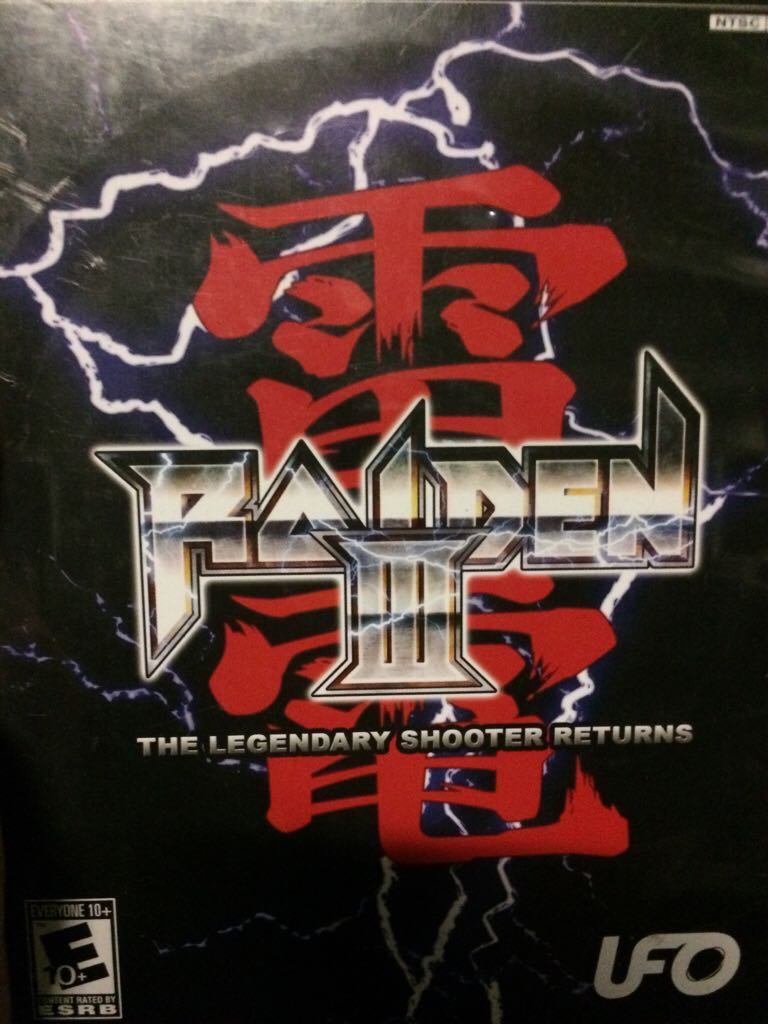 NTSC
雷電
RAIDEN
III
THE LEGENDARY SHOOTER RETURNS
EVERYONE 10+
E
10+
CONTENT RATED BY
ESRB
UFO